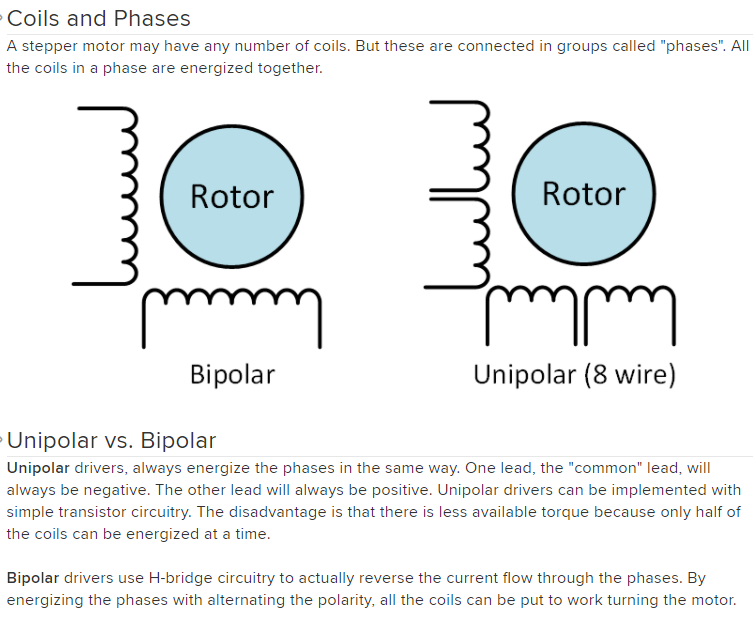 Coils and Phases
A stepper motor may have any number of coils. But these are connected in groups called "phases". All
the coils in a phase are energized together.
Rotor
Rotor
Bipolar
Unipolar (8 wire)
Unipolar vs. Bipolar
Unipolar drivers, always energize the phases in the same way. One lead, the "common" lead, will
always be negative. The other lead will always be positive. Unipolar drivers can be implemented with
simple transistor circuitry. The disadvantage is that there is less available torque because only half of
the coils can be energized at a time.
Bipolar drivers use H-bridge circuitry to actually reverse the current flow through the phases. By
energizing the phases with alternating the polarity, all the coils can be put to work turning the motor.